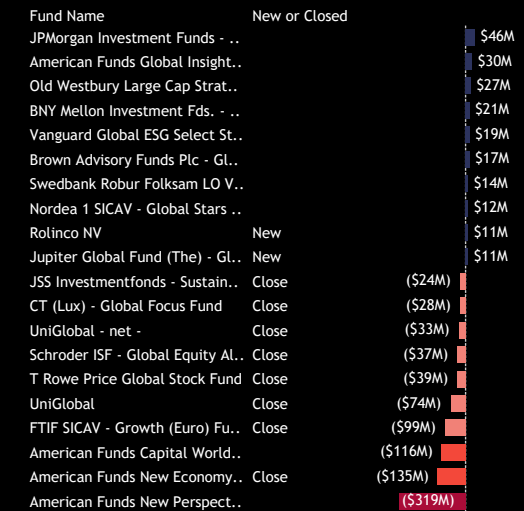 Fund Name New or Closed
JPMorgan Investment Funds - .. $46M
American Funds Global Insight.. $30M
Old Westbury Large Cap Strat.. $27M
BNY Mellon Investment Fds. - .. $21M
Vanguard Global ESG Select St.. $19M
Brown Advisory Funds Plc - Gl.. $17M
Swedbank Robur Folksam LO V.. $14M
Nordea 1 SICAV - Global Stars .. $12M
Rolinco NV New $11M
Jupiter Global Fund (The) - Gl.. New $11M
JSS Investmentfonds - Sustain.. Close ($24M)
CT (Lux) - Global Focus Fund Close ($28M)
UniGlobal - net - Close ($33M)
Schroder ISF - Global Equity Al.. Close ($37M)
T Rowe Price Global Stock Fund Close ($39M)
UniGlobal Close ($74M)
FTIF SICAV - Growth (Euro) Fu.. Close ($99M)
American Funds Capital World.. ($116M)
American Funds New Economy.. Close ($135M)
American Funds New Perspect.. ($319M)